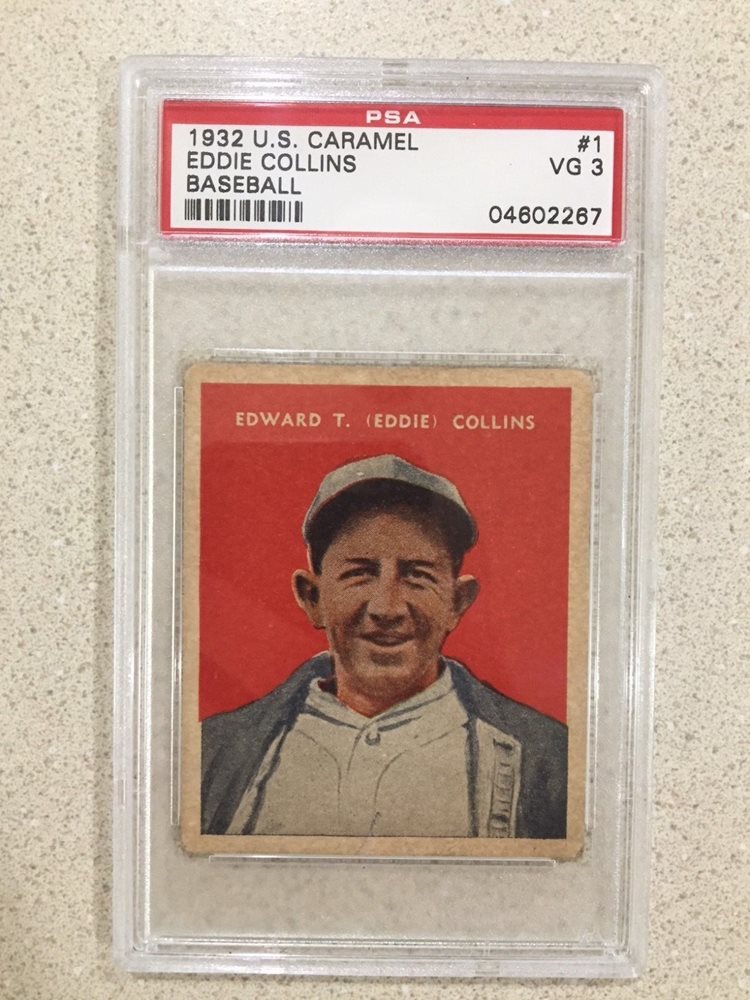 PSA
1932 U.S. CARAMEL #1
EDDIE COLLINS VG 3
BASEBALL
04602267
EDWARD T. (EDDIE) COLLINS